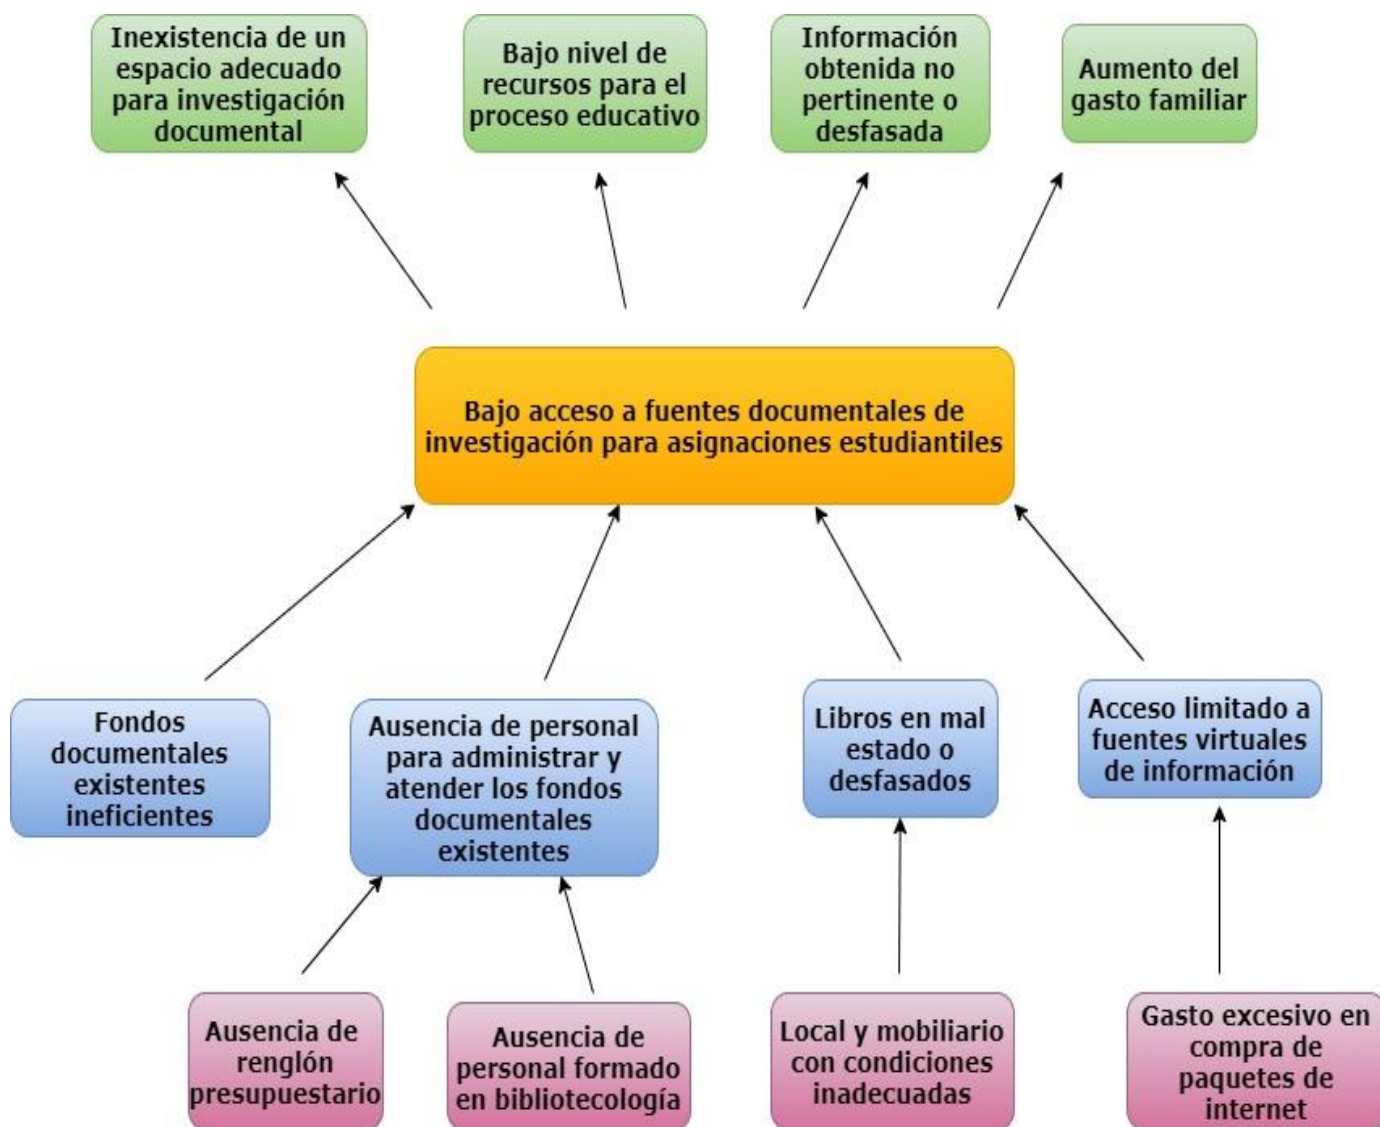 Inexistencia de un
espacio adecuado
para investigación
documental
Bajo nivel de
recursos para el
proceso educativo
Información
obtenida no
pertinente o
desfasada
Aumento del
gasto familiar
Bajo acceso a fuentes documentales de
investigación para asignaciones estudiantiles
Fondos
documentales
existentes
ineficientes
Ausencia de personal
para administrar y
atender los fondos
documentales
existentes
Libros en mal
estado o
desfasados
Acceso limitado a
fuentes virtuales
de información
Ausencia de
renglón
presupuestario
Ausencia de
personal formado
en bibliotecología
Local y mobiliario
con condiciones
inadecuadas
Gasto excesivo en
compra de
paquetes de
internet